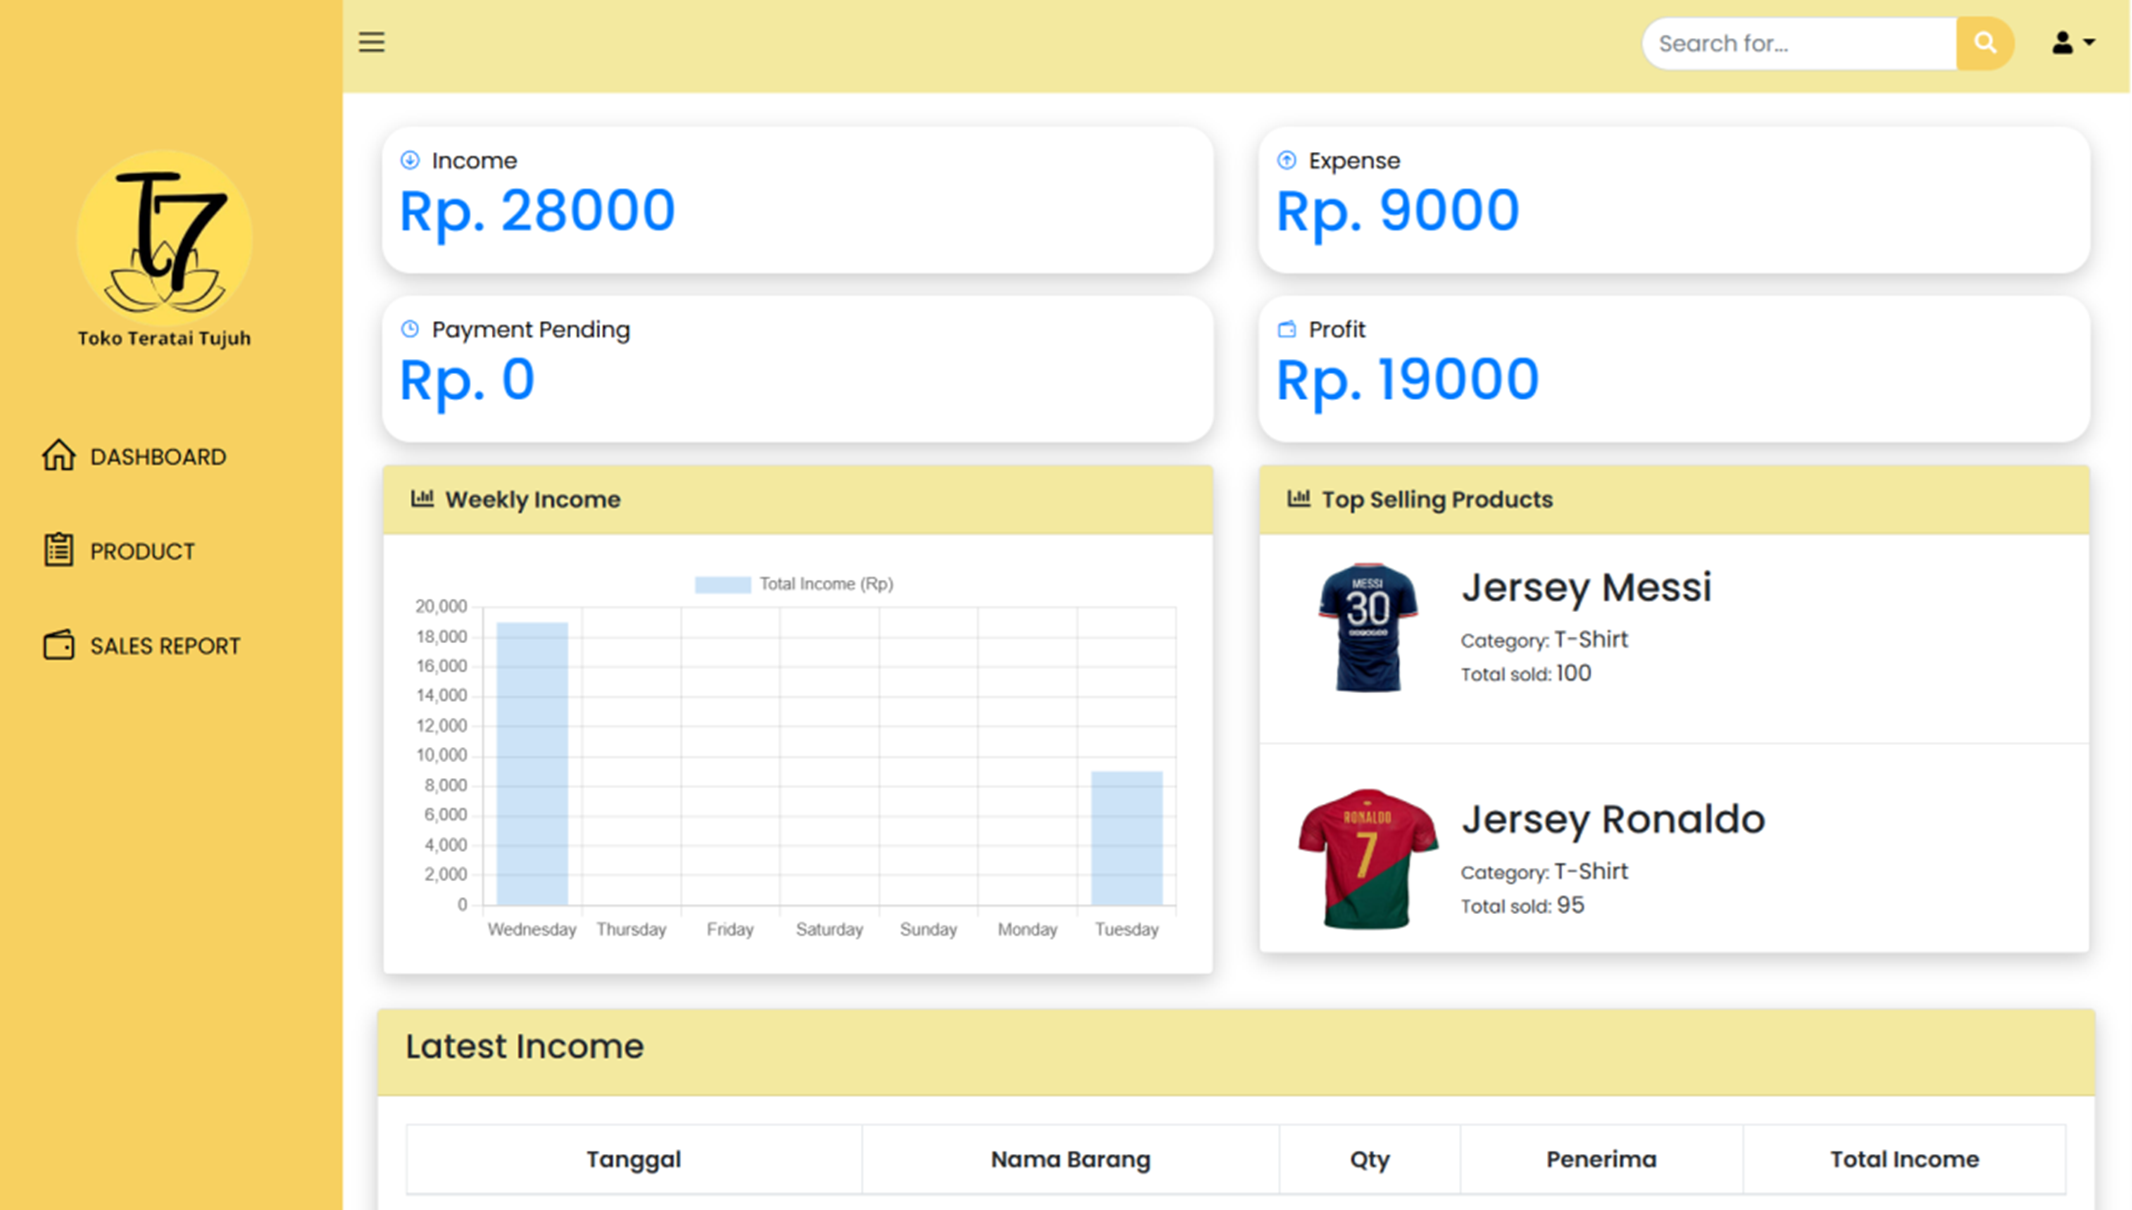 Search for...
T7
Toko Teratai Tujuh
DASHBOARD
PRODUCT
SALES REPORT
Income
Rp. 28000
Expense
Rp. 9000
Payment Pending
Rp. 0
Profit
Rp. 19000
Weekly Income
Total Income (Rp)
20,000
18,000
16,000
14,000
12,000
10,000
8,000
6,000
4,000
2,000
0
Wednesday Thursday Friday Saturday Sunday Monday Tuesday
Top Selling Products
MESSI
30
Jersey Messi
Category: T-Shirt
Total sold: 100
RONALDO
7
Jersey Ronaldo
Category: T-Shirt
Total sold: 95
Latest Income
Tanggal Nama Barang Qty Penerima Total Income